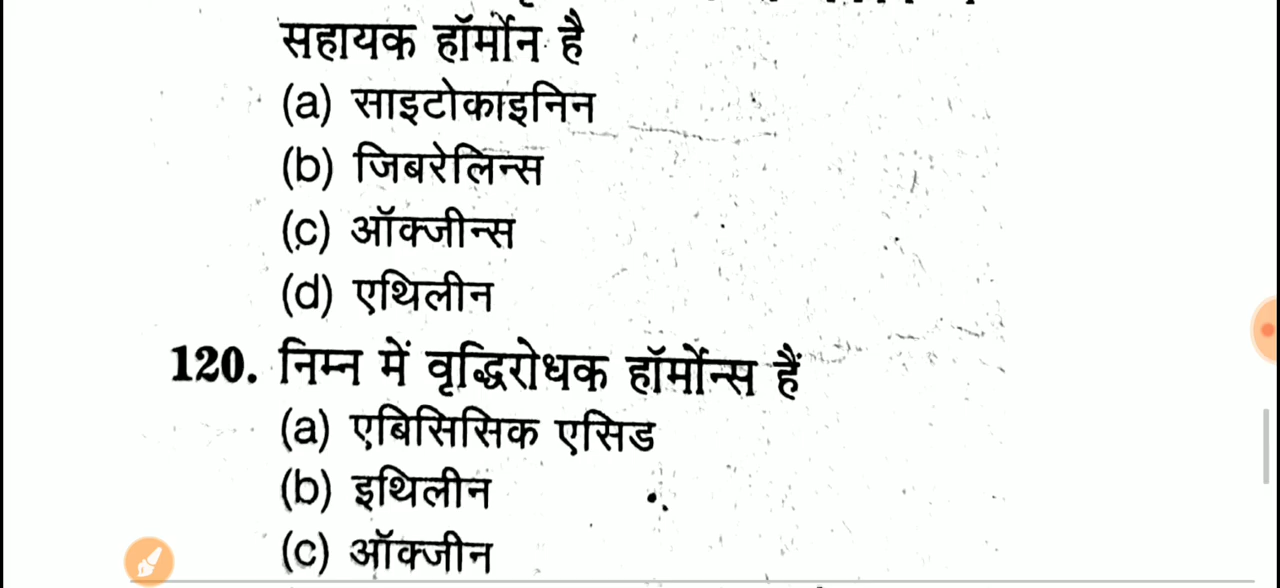 सहायक हॉर्मोन है
(a) साइटोकाइनिन
(b) जिबरेलिन्स
(c) ऑक्जीन्स
(d) एथिलीन
120. निम्न में वृद्धिरोधक हॉर्मोन्स हैं
(a) एबिसिसिक एसिड
(b) इथिलीन
(c) ऑक्जीन